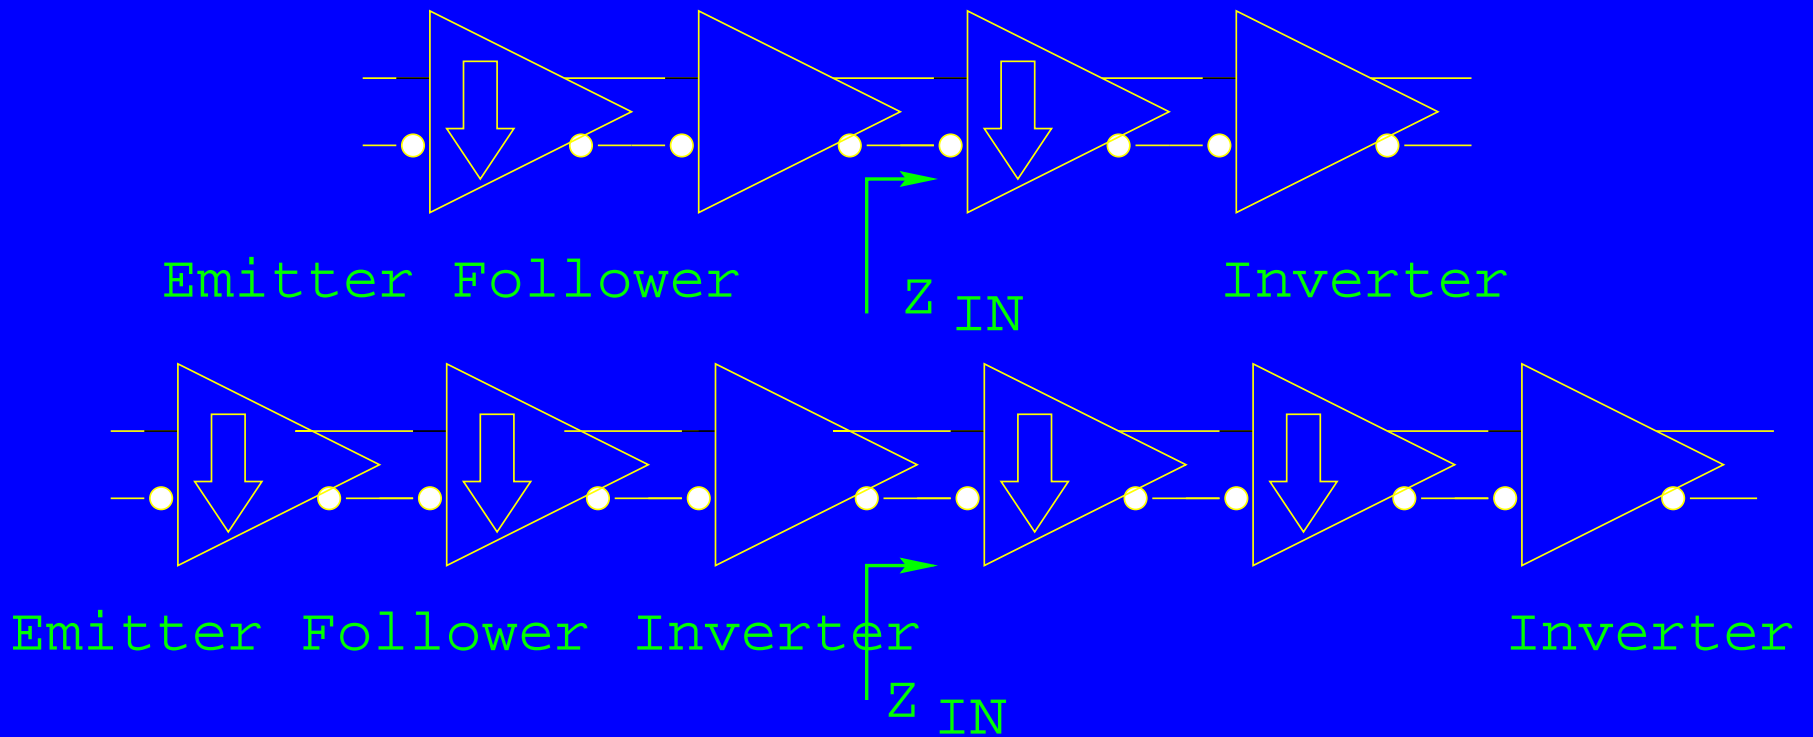 Emitter Follower
Inverter
Z IN
Emitter Follower Inverter
Inverter
Z IN